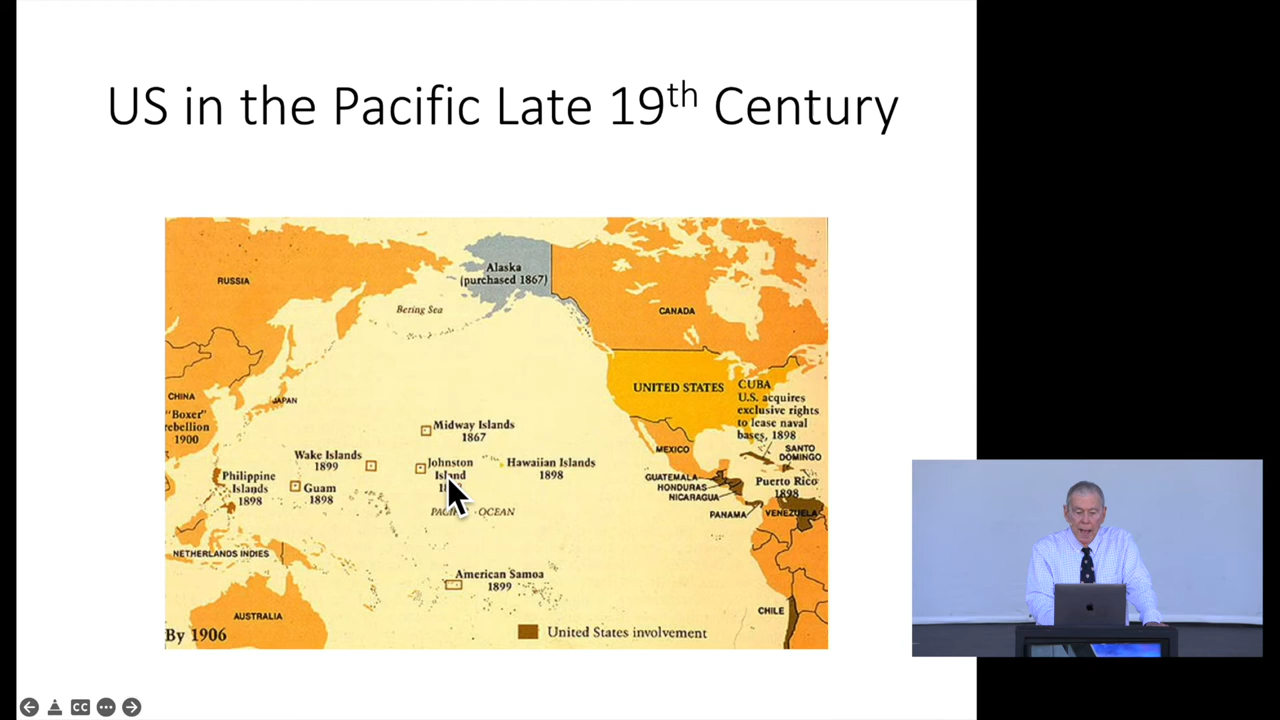 US in the Pacific Late 19th Century
Alaska
(purchased 1867)
RUSSIA
Bering Sea
CANADA
UNITED STATES
CUBA
U.S. acquires
exclusive rights
to lease naval
bases, 1898
CHINA
JAPAN
"Boxer"
rebellion
1900
Midway Islands
1867
MEXICO
SANTO
DOMINGO
Wake Islands
1899
Johnston
Island
Hawaiian Islands
1898
GUATEMALA
HONDURAS
NICARAGUA
Puerto Rico
1898
Philippine
Islands
1898
Guam
1898
OCEAN
PANAMA
VENEZUELA
NETHERLANDS INDIES
American Samoa
1899
AUSTRALIA
CHILE
By 1906
United States involvement
CC